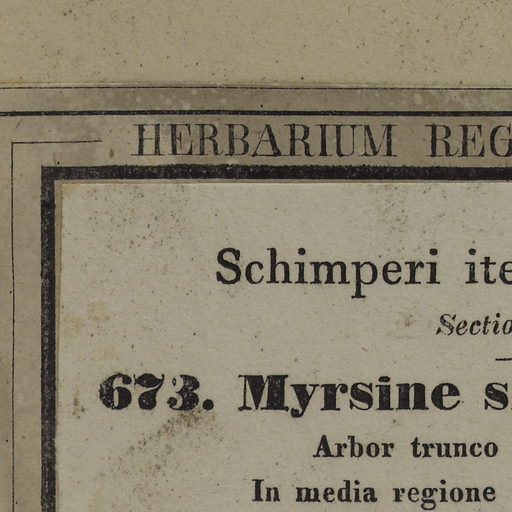 HERBARIUM REG
Schimperi ite
Sectio
673. Myrsine s
Arbor trunco
In media regione